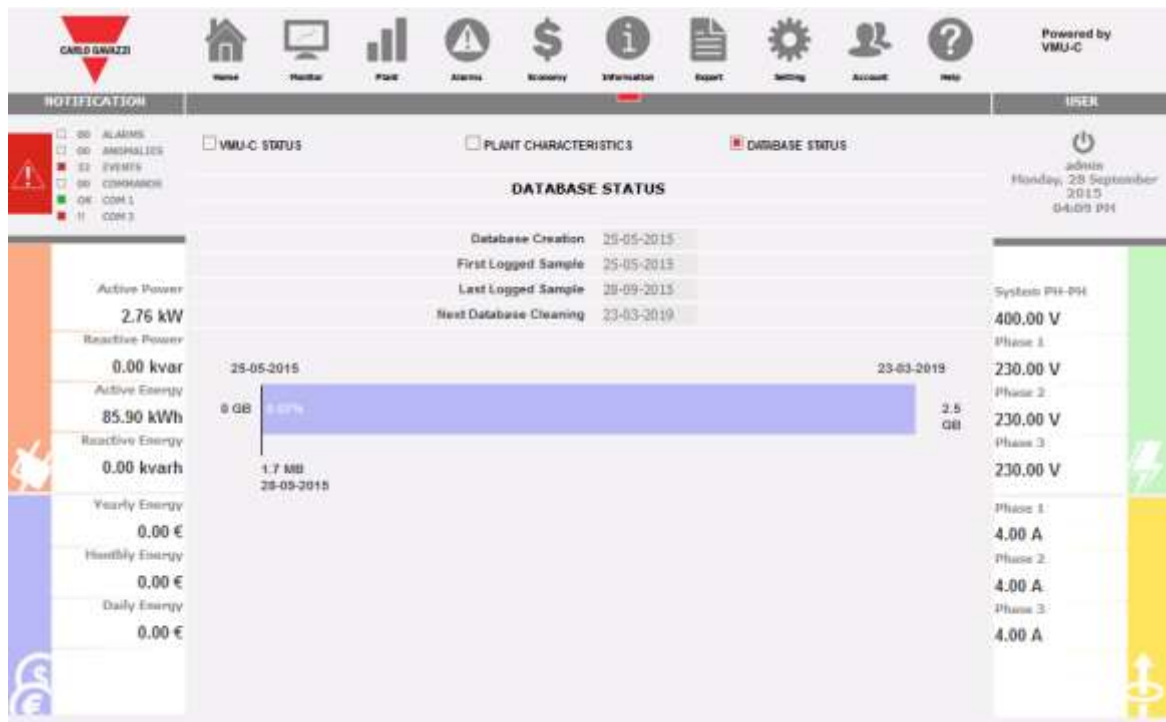 CARLO GAVAZZI
Home
Monitor
Plant
Alarms
Economy
Information
Export
Setting
Account
Help
Powered by
VMU-C
NOTIFICATION
USER
00 ALARMS
00 ANOMALIES
EVENTS
00 COMMANDS
OK COM 1
!!
VMU-C STATUS
PLANT CHARACTERISTICS
DATABASE STATUS
admin
Monday, 28 September
2015
04:09 PM
DATABASE STATUS
Database Creation 25-05-2015
First Logged Sample 25-05-2015
Last Logged Sample 28-09-2015
Next Database Cleaning 23-03-2019
25-05-2015
23-03-2019
0 GB
2.5
GB
1.7 MB
28-09-2015
Active Power
2.76 kW
Reactive Power
0.00 kvar
Active Energy
85.90 kWh
Reactive Energy
0.00 kvarh
Yearly Energy
0.00 €
Monthly Energy
0.00 €
Daily Energy
0.00 €
System PH-PH
400.00 V
Phase 1
230.00 V
Phase 2
230.00 V
Phase 3
230.00 V
Phase 1
4.00 A
Phase 2
4.00 A
Phase 3
4.00 A